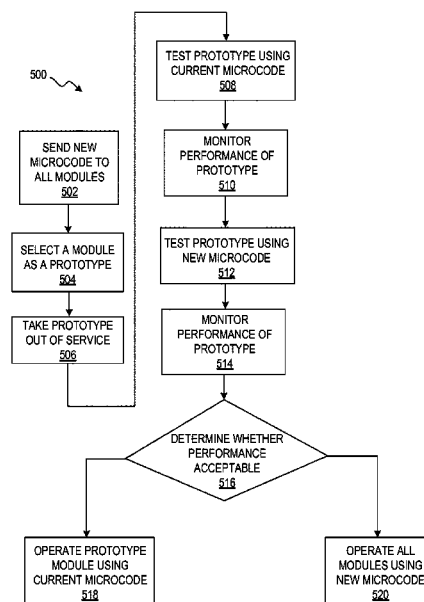 500
SEND NEW
MICROCODE TO
ALL MODULES
502
SELECT A MODULE
AS A PROTOTYPE
504
TAKE PROTOTYPE
OUT OF SERVICE
506
TEST PROTOTYPE USING
CURRENT MICROCODE
508
MONITOR
PERFORMANCE OF
PROTOTYPE
510
TEST PROTOTYPE USING
NEW MICROCODE
512
MONITOR
PERFORMANCE OF
PROTOTYPE
514
DETERMINE WHETHER
PERFORMANCE
ACCEPTABLE
516
OPERATE PROTOTYPE
MODULE USING
CURRENT MICROCODE
518
OPERATE ALL
MODULES USING
NEW MICROCODE
520